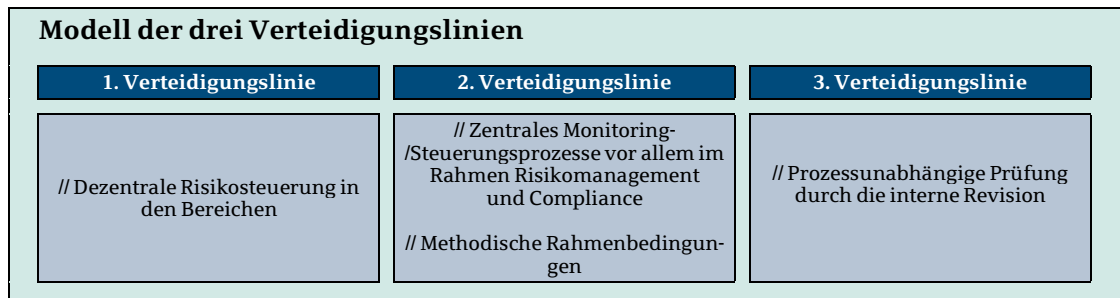 Modell der drei Verteidigungslinien
1. Verteidigungslinie
2. Verteidigungslinie
3. Verteidigungslinie
// Dezentrale Risikosteuerung in
den Bereichen
// Zentrales Monitoring-
/Steuerungsprozesse vor allem im
Rahmen Risikomanagement
und Compliance
// Methodische Rahmenbedingun-
gen
// Prozessunabhängige Prüfung
durch die interne Revision